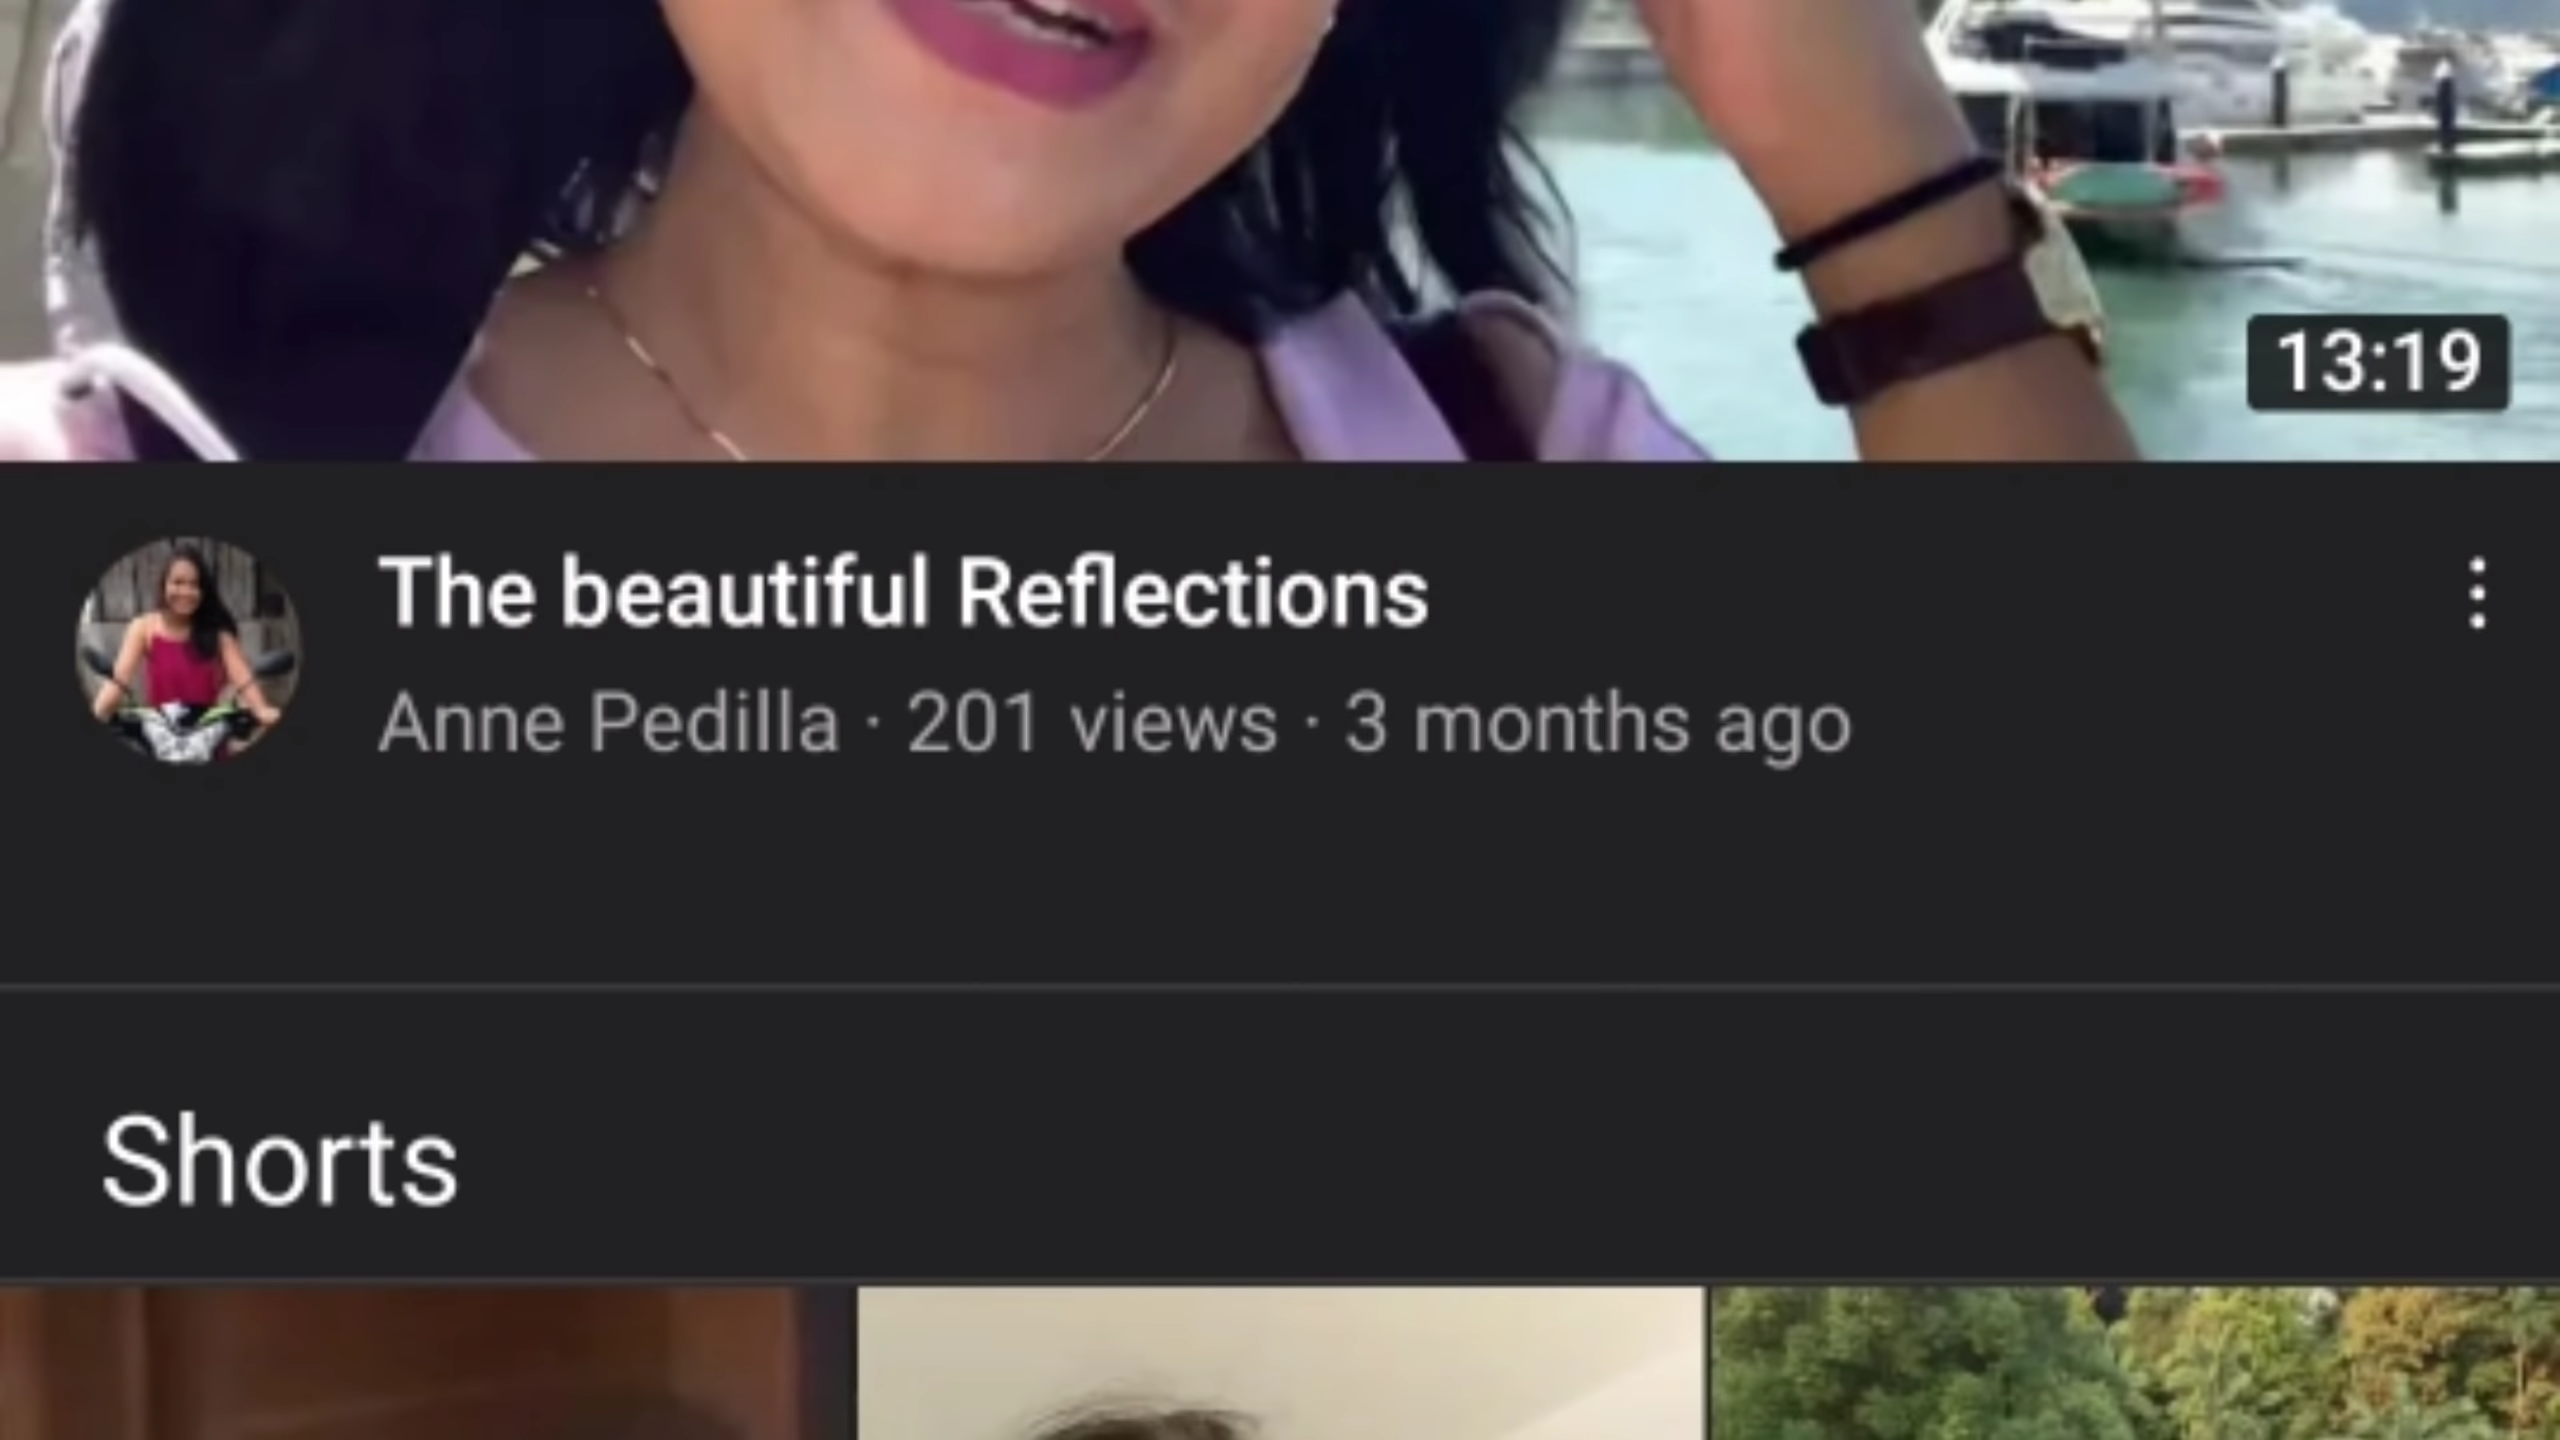 13:19
The beautiful Reflections
Anne Pedilla · 201 views · 3 months ago
Shorts